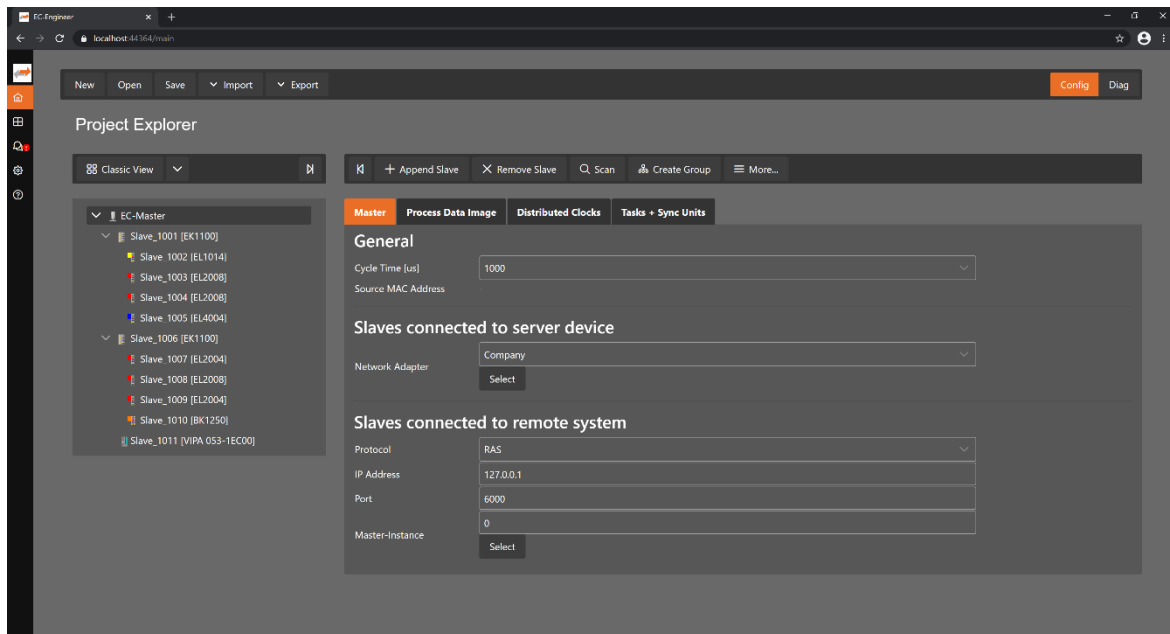 EC-Engineer
localhost:44364/main
New Open Save Import Export Config Diag
Project Explorer
Classic View
Append Slave Remove Slave Scan Create Group More...
EC-Master
Slave_1001 [EK1100]
Slave_1002 [EL1014]
Slave_1003 [EL2008]
Slave_1004 [EL2008]
Slave_1005 [EL4004]
Slave_1006 [EK1100]
Slave_1007 [EL2004]
Slave_1008 [EL2008]
Slave_1009 [EL2004]
Slave_1010 [BK1250]
Slave_1011 [VIPA 053-1EC00]
Master Process Data Image Distributed Clocks Tasks + Sync Units
General
Cycle Time [us] 1000
Source MAC Address
Slaves connected to server device
Network Adapter Company
Select
Slaves connected to remote system
Protocol RAS
IP Address 127.0.0.1
Port 6000
Master-Instance 0
Select